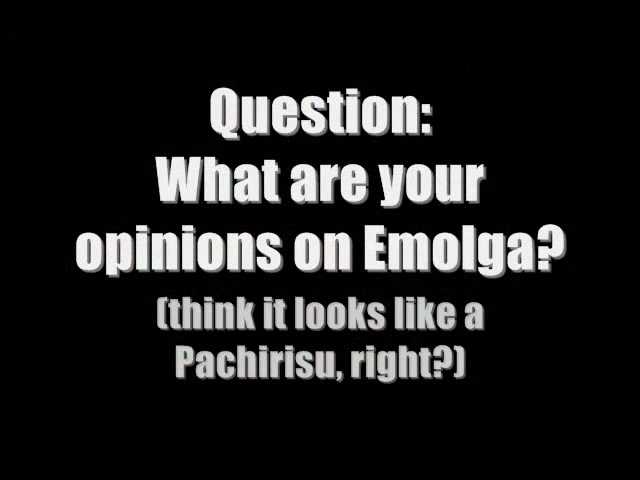 Question:
What are your
opinions on Emolga?
(think it looks like a
Pachirisu, right?)